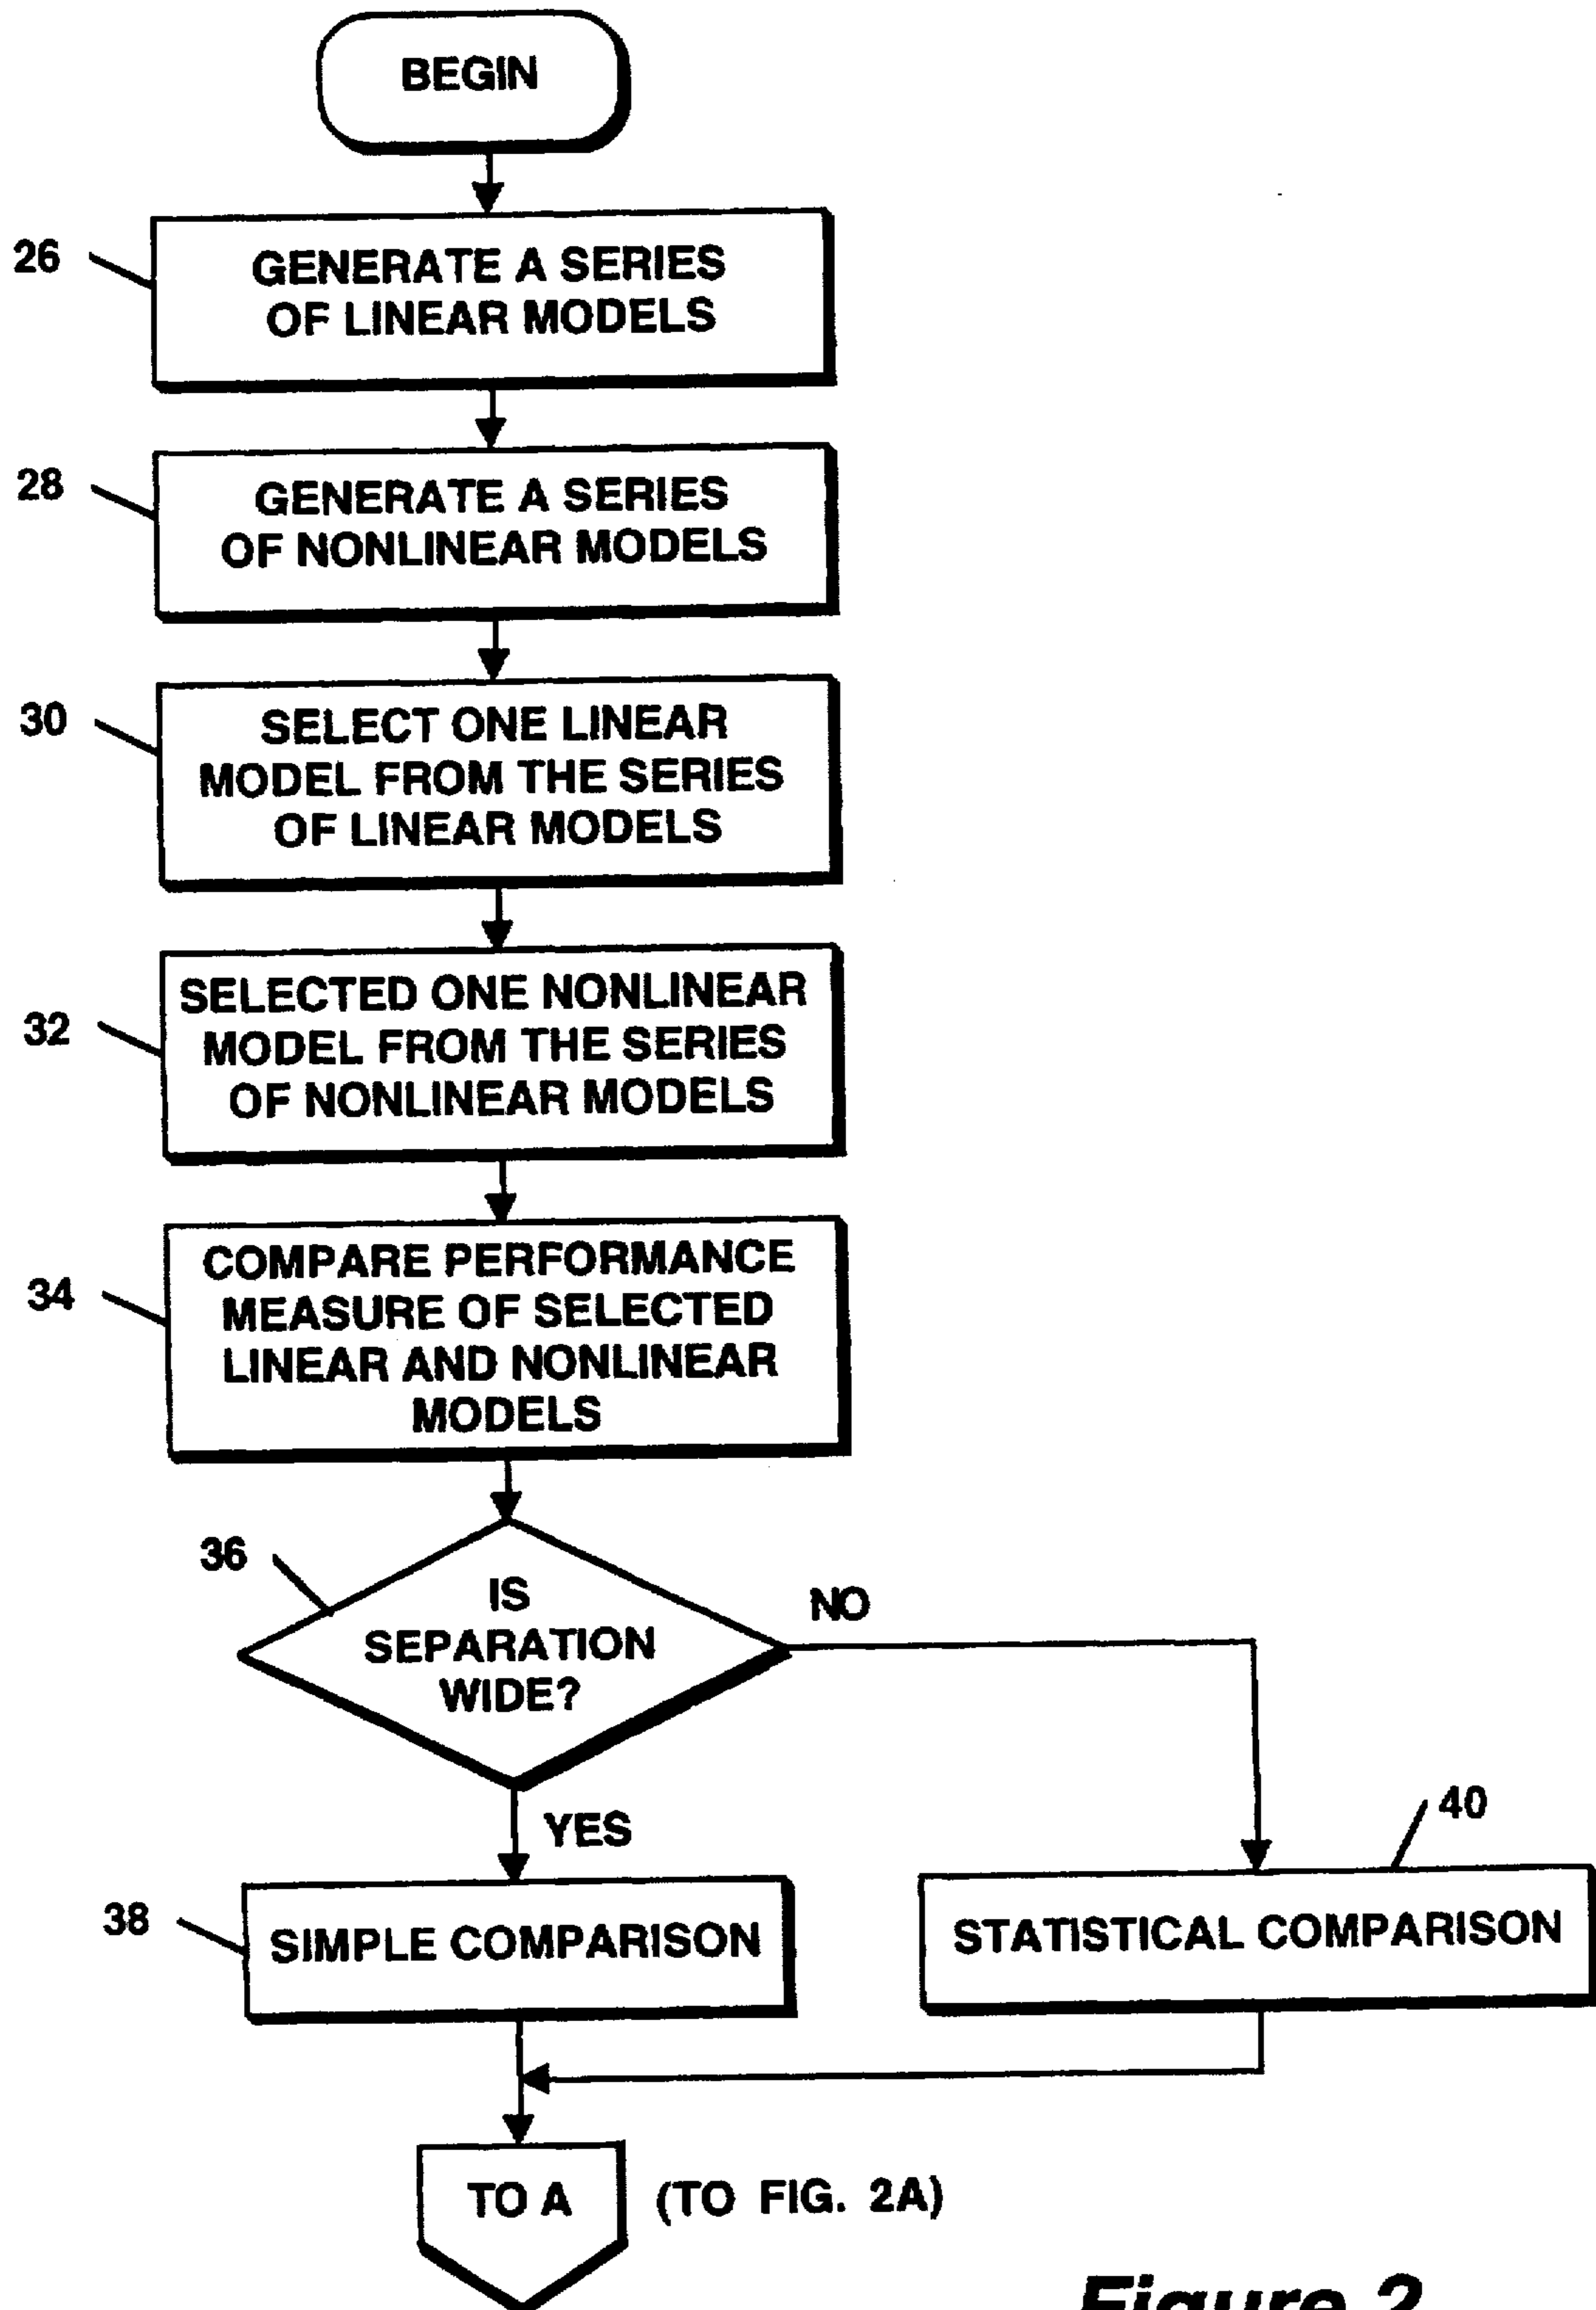 BEGIN
26
GENERATE A SERIES
OF LINEAR MODELS
28
GENERATE A SERIES
OF NONLINEAR MODELS
30
SELECT ONE LINEAR
MODEL FROM THE SERIES
OF LINEAR MODELS
32
SELECTED ONE NONLINEAR
MODEL FROM THE SERIES
OF NONLINEAR MODELS
34
COMPARE PERFORMANCE
MEASURE OF SELECTED
LINEAR AND NONLINEAR
MODELS
36
IS
SEPARATION
WIDE?
NO
YES
40
38
SIMPLE COMPARISON
STATISTICAL COMPARISON
TO A
(TO FIG. 2A)
Figure 2